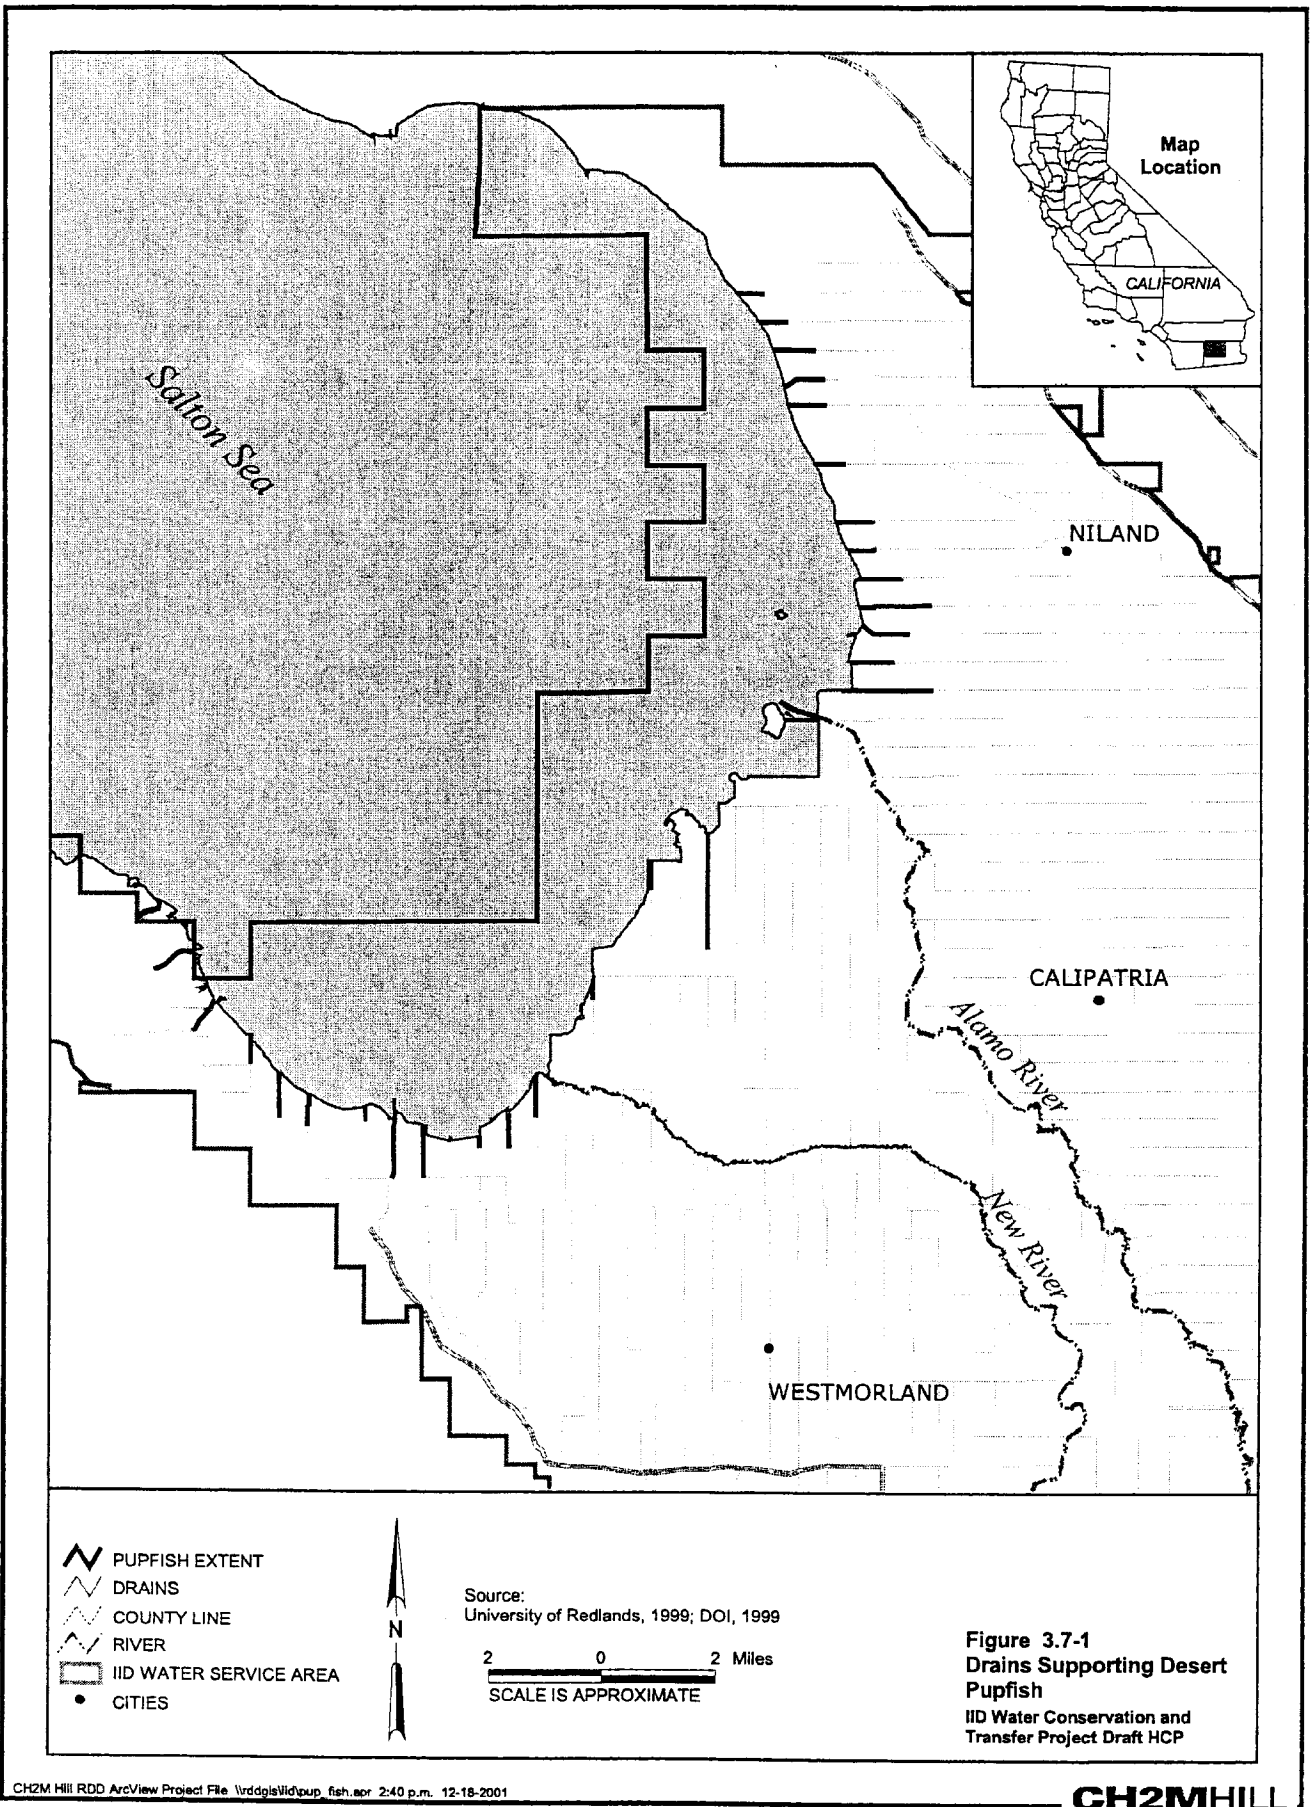 Map
Location
CALIFORNIA
Salton Sea
NILAND
CALIPATRIA
Alamo River
New River
WESTMORLAND
PUPFISH EXTENT
DRAINS
COUNTY LINE
RIVER
IID WATER SERVICE AREA
CITIES
N
Source:
University of Redlands, 1999; DOI, 1999
2 0 2 Miles
SCALE IS APPROXIMATE
Figure 3.7-1
Drains Supporting Desert
Pupfish
IID Water Conservation and
Transfer Project Draft HCP
CH2M Hill RDD ArcView Project File \\rddgis\iid\pup_fish.apr 2:40 p.m. 12-18-2001
CH2MHILL